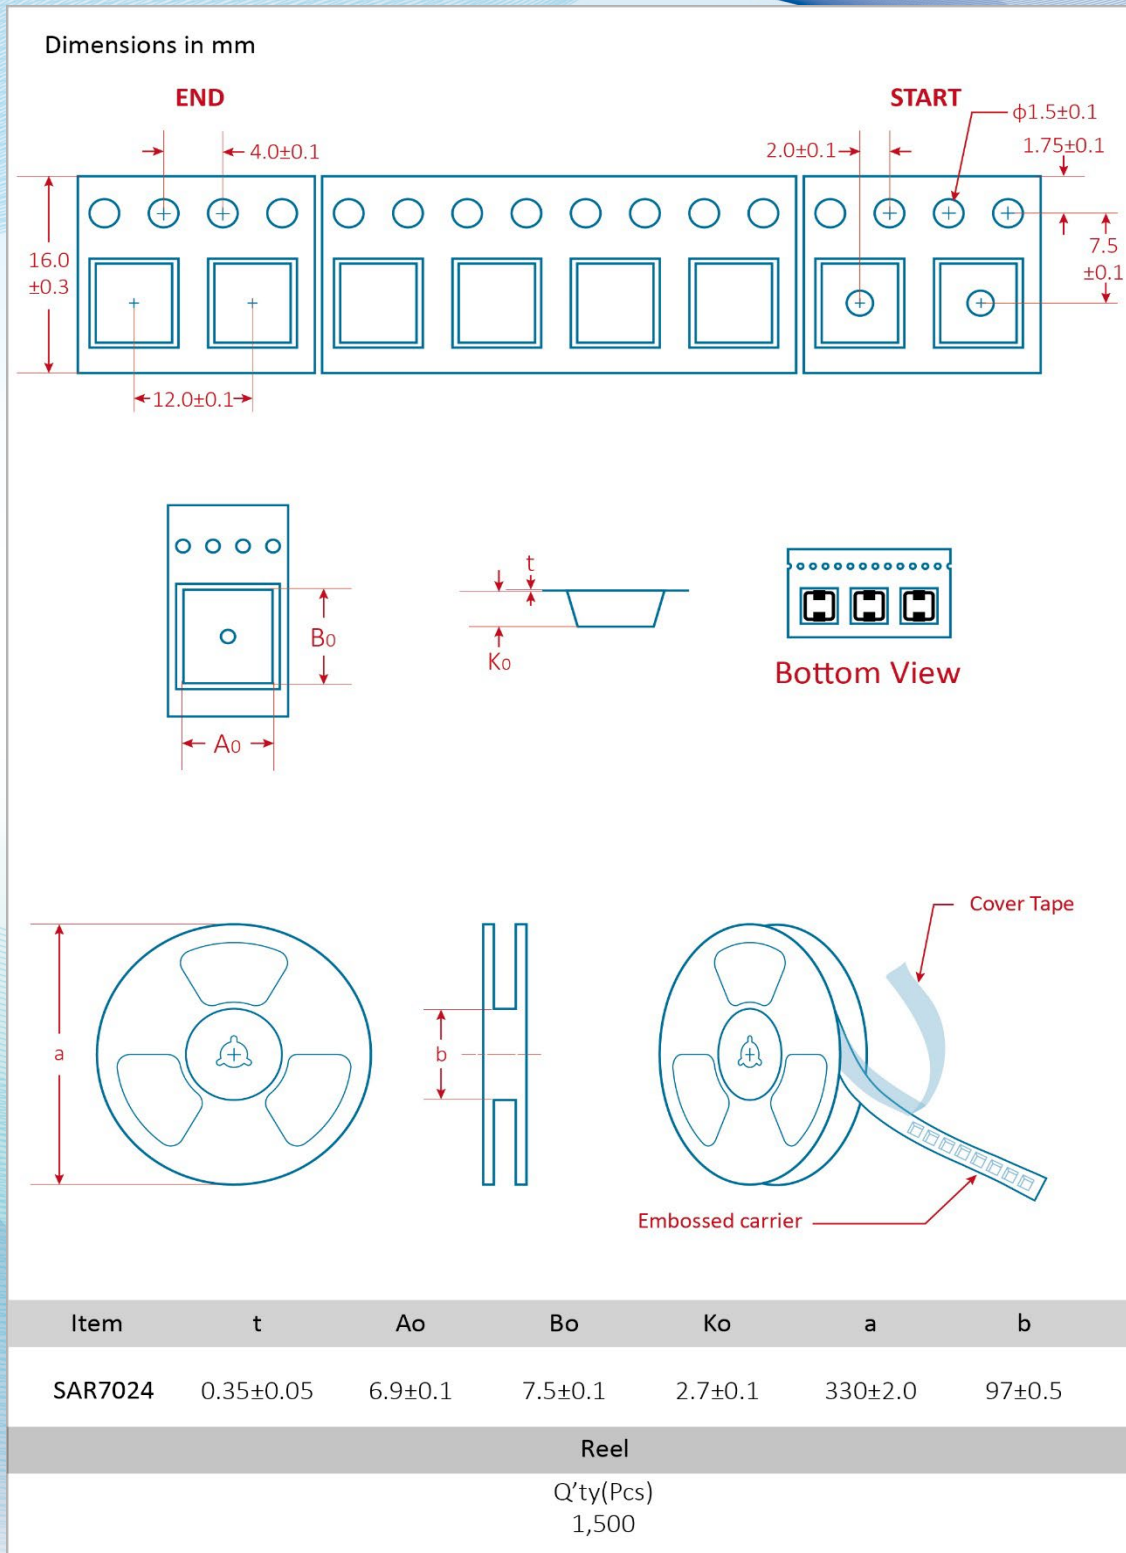 Dimensions in mm
END
START
4.0±0.1
2.0±0.1
ϕ1.5±0.1
1.75±0.1
16.0
±0.3
7.5
±0.1
12.0±0.1
t
B0
K0
A0
Bottom View
Cover Tape
a
b
Embossed carrier
Item t Ao Bo Ko a b
SAR7024 0.35±0.05 6.9±0.1 7.5±0.1 2.7±0.1 330±2.0 97±0.5
Reel
Q’ty(Pcs)
1,500